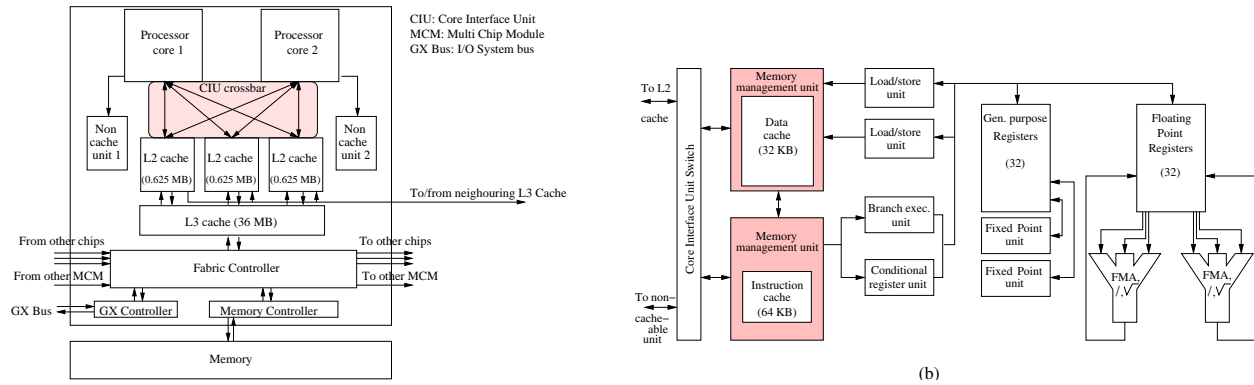 CIU: Core Interface Unit
MCM: Multi Chip Module
GX Bus: I/O System bus
Processor
core 1
Processor
core 2
CIU crossbar
Non
cache
unit 1
Non
cache
unit 2
L2 cache
(0.625 MB)
L2 cache
(0.625 MB)
L2 cache
(0.625 MB)
To/from neighouring L3 Cache
L3 cache (36 MB)
From other chips
To other chips
Fabric Controller
From other MCM
To other MCM
GX Bus
GX Controller
Memory Controller
Memory
To L2
cache
Core Interface Unit Switch
Memory
management unit
Data
cache
(32 KB)
Load/store
unit
Load/store
unit
Gen. purpose
Registers
(32)
Floating
Point
Registers
(32)
Memory
management unit
Instruction
cache
(64 KB)
Branch exec.
unit
Conditional
register unit
Fixed Point
unit
Fixed Point
unit
FMA,
/,√
FMA,
/,√
To non−
cache−
able
unit
(b)